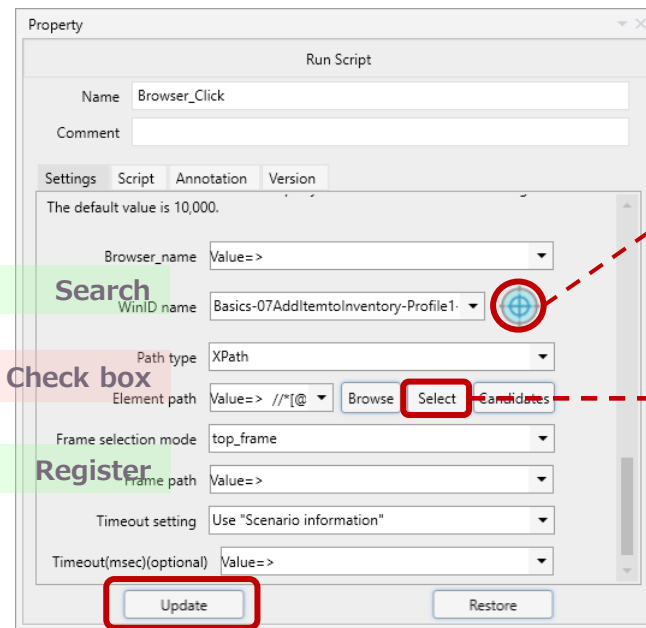 Property
Run Script
Name Browser_Click
Comment
Settings Script Annotation Version
The default value is 10,000.
Browser_name Value=>
Search
WinID name Basics-07AddItemtoInventory-Profile1-
Path type XPath
Check box
Element path Value=> //*[@ Browse Select Candidates
Frame selection mode top_frame
Register
Frame path Value=>
Timeout setting Use "Scenario information"
Timeout(msec)(optional) Value=>
Update Restore